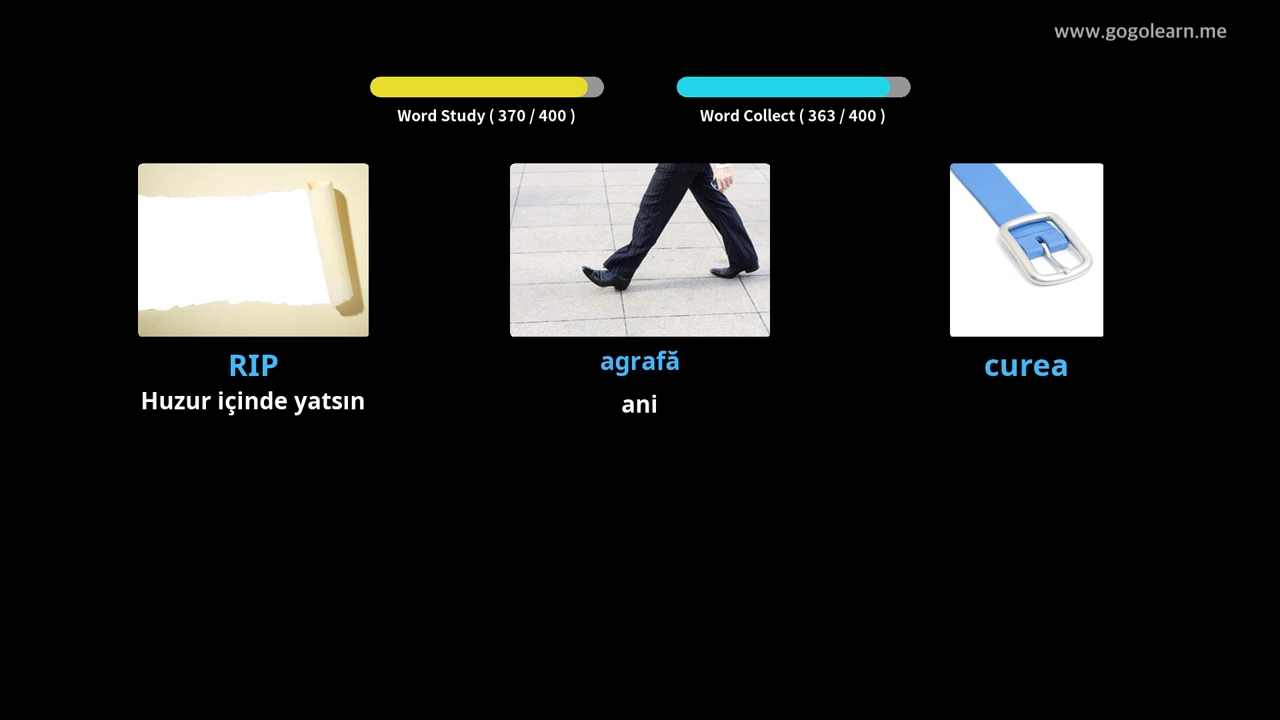 www.gogolearn.me
Word Study ( 370 / 400 )
Word Collect ( 363 / 400 )
RIP
Huzur içinde yatsın
agrafă
ani
curea